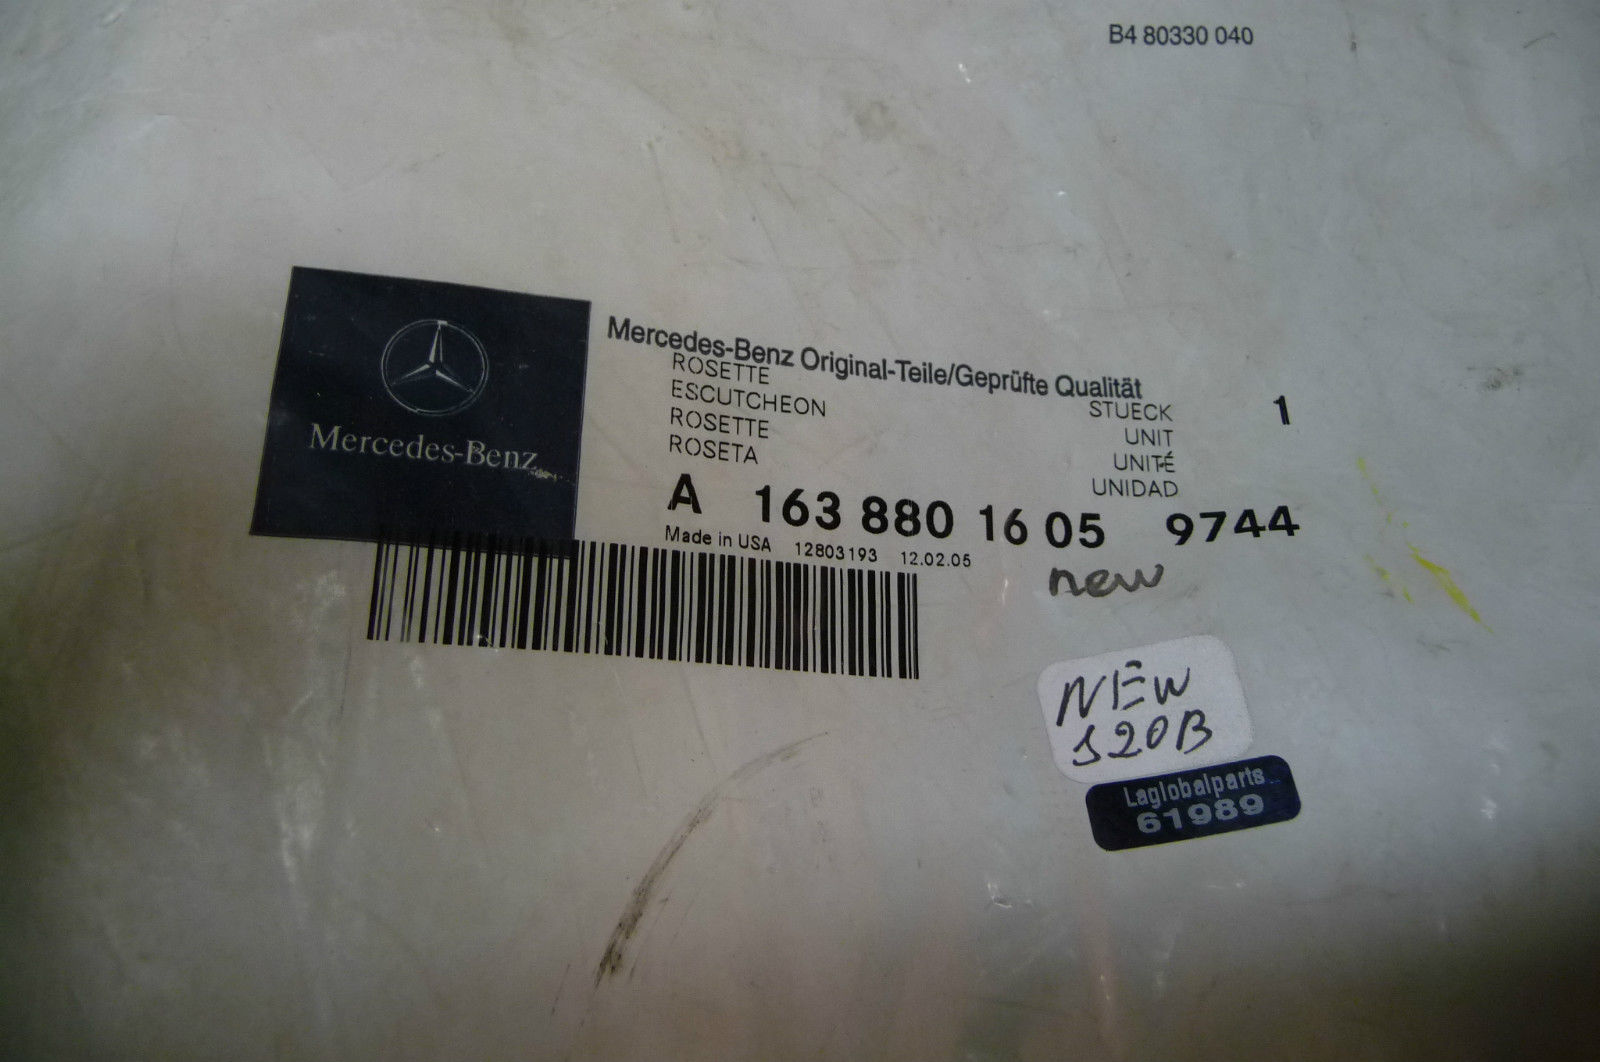 B4 80330 040
Mercedes-Benz
Mercedes-Benz Original-Teile/Geprüfte Qualität
ROSETTE STUECK 1
ESCUTCHEON UNIT
ROSETTE UNITÉ
ROSETA UNIDAD
A 163 880 16 05 9744
Made in USA 12803193 12.02.05
new
NEW
S20B
Laglobalparts
61989